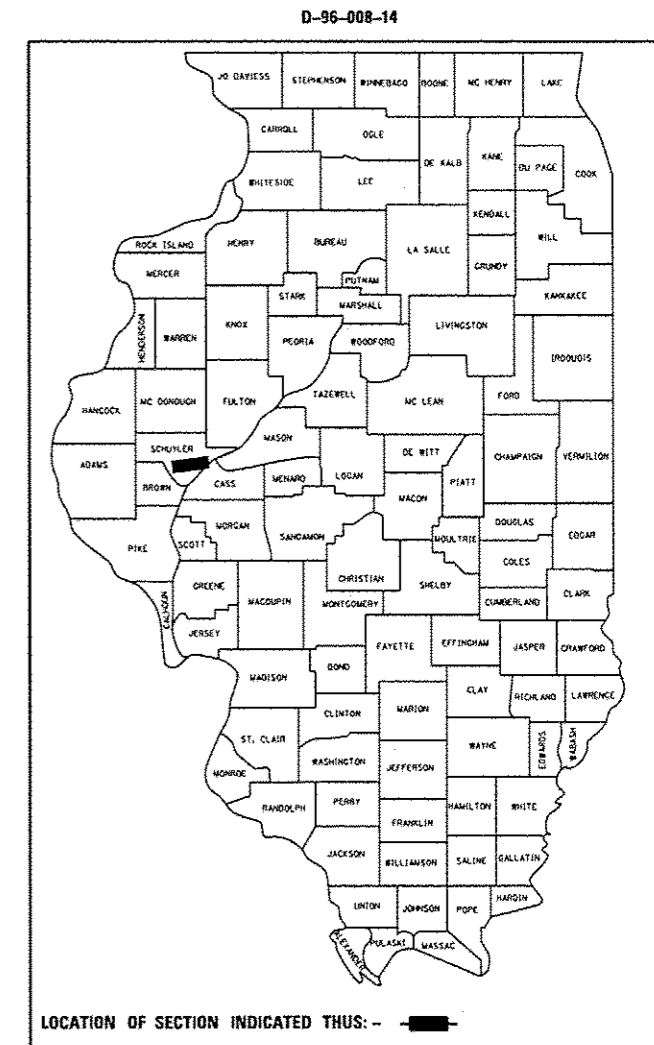 D-96-008-14
JO DAVIESS STEPHENSON WINNEBAGO BOONE MC HENRY LAKE
CARROLL OGLE
DE KALB KANE DU PAGE COOK
WHITESIDE LEE
KENDALL WILL
ROCK ISLAND HENRY BUREAU LA SALLE GRUNDY
MERCER PUTNAM
STARK MARSHALL KANKAKEE
HENDERSON WARREN KNOX PEORIA WOODFORD LIVINGSTON IROQUOIS
HANCOCK MC DONOUGH FULTON TAZEWELL MC LEAN FORD
SCHUYLER MASON
ADAMS BROWN CASS MENARD LOGAN DE WITT PIATT CHAMPAIGN VERMILION
MACON
PIKE SCOTT MORGAN SANGAMON MOULTRIE DOUGLAS EDGAR
CHRISTIAN COLES
CALHOUN GREENE MACOUPIN MONTGOMERY SHELBY CUMBERLAND CLARK
JERSEY FAYETTE EFFINGHAM JASPER CRAWFORD
MADISON BOND
CLAY RICHLAND LAWRENCE
CLINTON MARION
ST. CLAIR WAYNE EDWARDS WABASH
MONROE WASHINGTON JEFFERSON
RANDOLPH PERRY HAMILTON WHITE
FRANKLIN
JACKSON WILLIAMSON SALINE GALLATIN
UNION JOHNSON POPE HARDIN
ALEXANDER PULASKI MASSAC
LOCATION OF SECTION INDICATED THUS: -